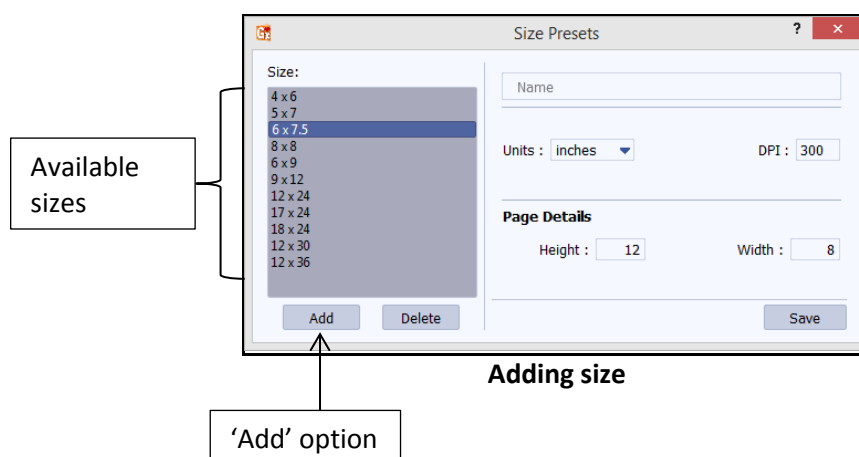 Size Presets
?
×
Size:
4 x 6
5 x 7
6 x 7.5
8 x 8
6 x 9
9 x 12
12 x 24
17 x 24
18 x 24
12 x 30
12 x 36
Add
Delete
Name
Units : inches
DPI : 300
Page Details
Height : 12
Width : 8
Save
Available
sizes
Adding size
‘Add’ option